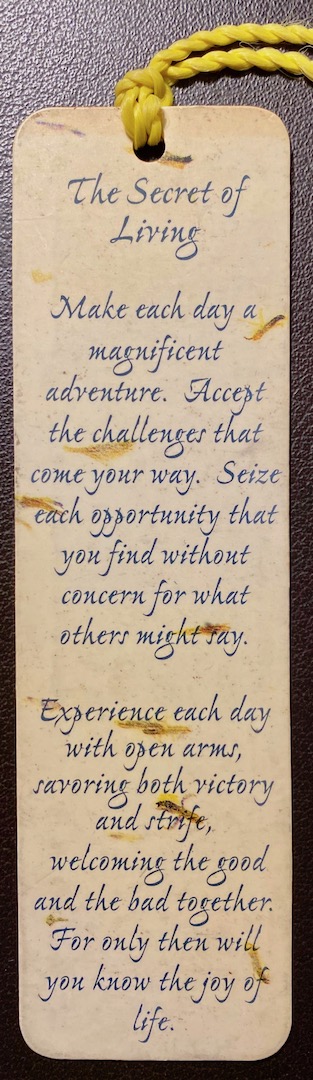 The Secret of
Living
Make each day a
magnificent
adventure. Accept
the challenges that
come your way. Seize
each opportunity that
you find without
concern for what
others might say.
Experience each day
with open arms,
savoring both victory
and strife,
welcoming the good
and the bad together.
For only then will
you know the joy of
life.